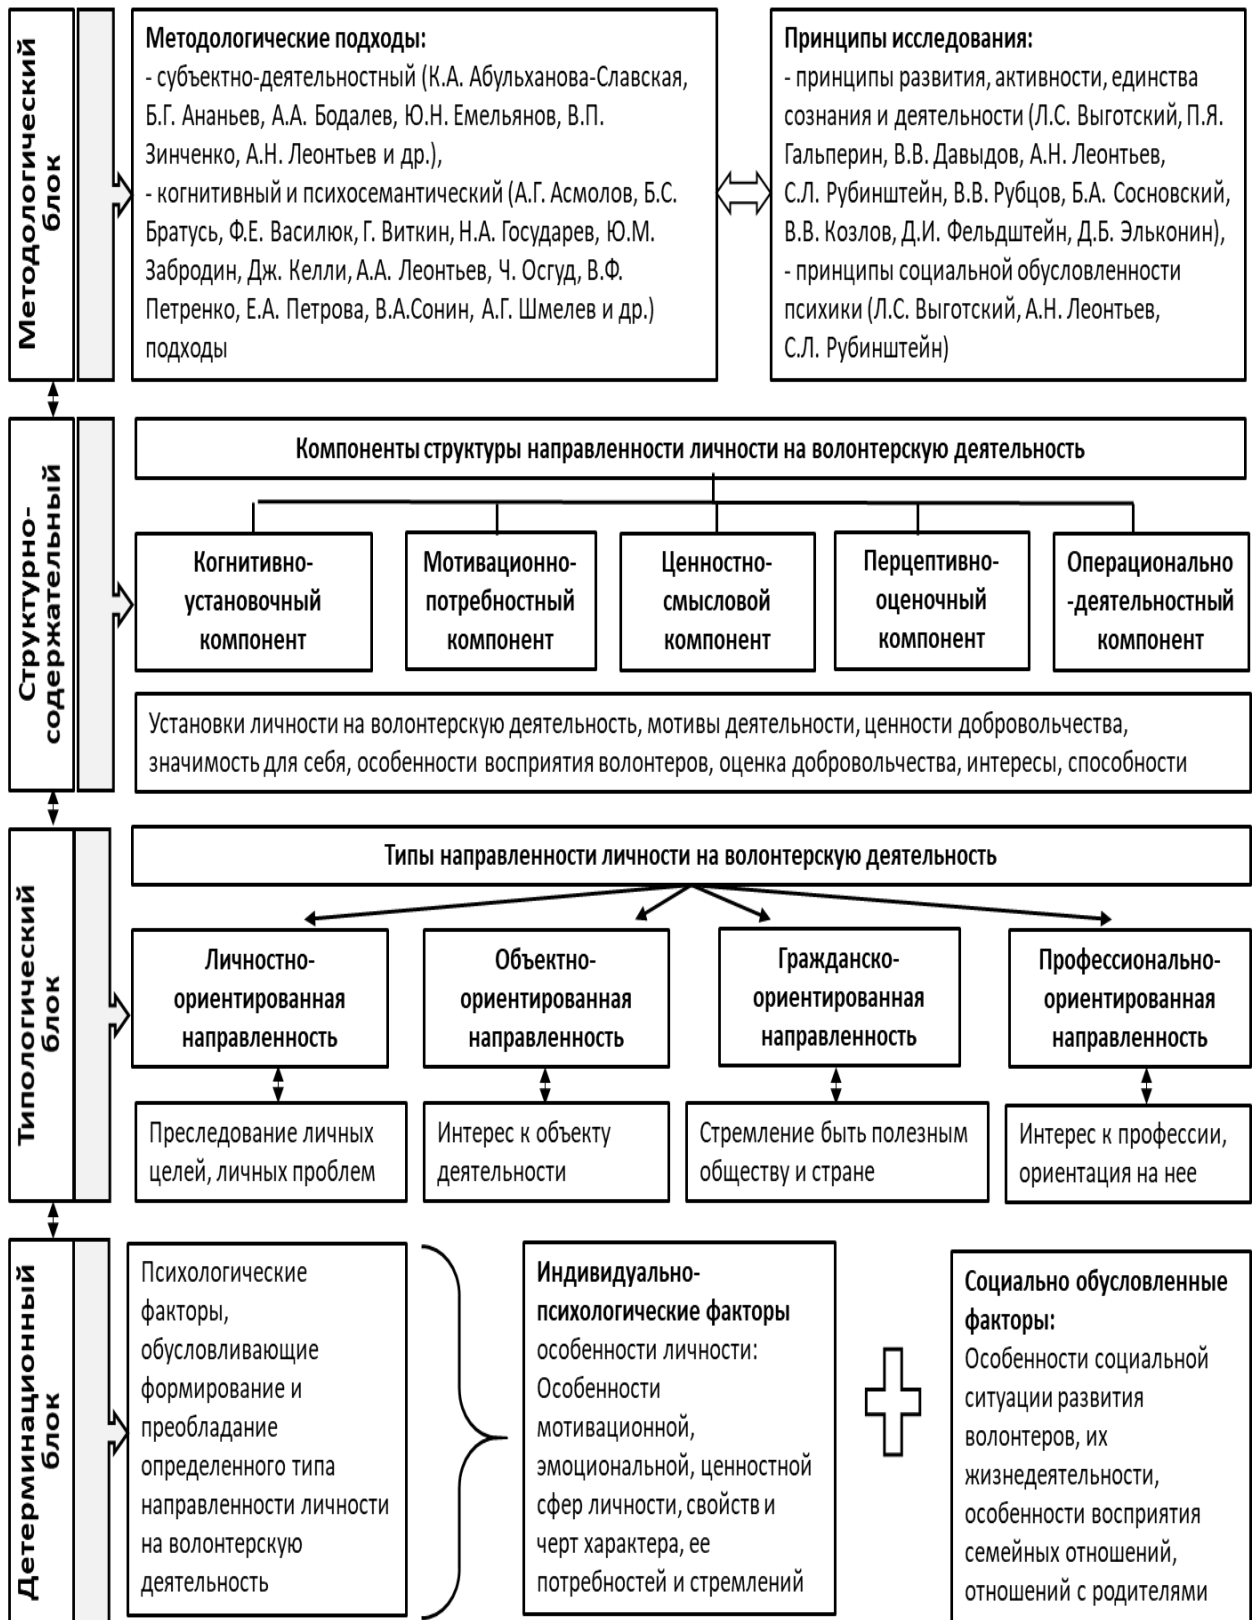 Методологический
блок
Методологические подходы:
- субъектно-деятельностный (К.А. Абульханова-Славская,
Б.Г. Ананьев, А.А. Бодалев, Ю.Н. Емельянов, В.П.
Зинченко, А.Н. Леонтьев и др.),
- когнитивный и психосемантический (А.Г. Асмолов, Б.С.
Братусь, Ф.Е. Василюк, Г. Виткин, Н.А. Государев, Ю.М.
Забродин, Дж. Келли, А.А. Леонтьев, Ч. Осгуд, В.Ф.
Петренко, Е.А. Петрова, В.А.Сонин, А.Г. Шмелев и др.)
подходы
Принципы исследования:
- принципы развития, активности, единства
сознания и деятельности (Л.С. Выготский, П.Я.
Гальперин, В.В. Давыдов, А.Н. Леонтьев,
С.Л. Рубинштейн, В.В. Рубцов, Б.А. Сосновский,
В.В. Козлов, Д.И. Фельдштейн, Д.Б. Эльконин),
- принципы социальной обусловленности
психики (Л.С. Выготский, А.Н. Леонтьев,
С.Л. Рубинштейн)
Структурно-
содержательный
Компоненты структуры направленности личности на волонтерскую деятельность
Когнитивно-
установочный
компонент
Мотивационно-
потребностный
компонент
Ценностно-
смысловой
компонент
Перцептивно-
оценочный
компонент
Операционально
-деятельностный
компонент
Установки личности на волонтерскую деятельность, мотивы деятельности, ценности добровольчества,
значимость для себя, особенности восприятия волонтеров, оценка добровольчества, интересы, способности
Типологический
блок
Типы направленности личности на волонтерскую деятельность
Личностно-
ориентированная
направленность
Объектно-
ориентированная
направленность
Гражданско-
ориентированная
направленность
Профессионально-
ориентированная
направленность
Преследование личных
целей, личных проблем
Интерес к объекту
деятельности
Стремление быть полезным
обществу и стране
Интерес к профессии,
ориентация на нее
Детерминационный
блок
Психологические
факторы,
обусловливающие
формирование и
преобладание
определенного типа
направленности личности
на волонтерскую
деятельность
Индивидуально-
психологические факторы
особенности личности:
Особенности
мотивационной,
эмоциональной, ценностной
сфер личности, свойств и
черт характера, ее
потребностей и стремлений
Социально обусловленные
факторы:
Особенности социальной
ситуации развития
волонтеров, их
жизнедеятельности,
особенности восприятия
семейных отношений,
отношений с родителями